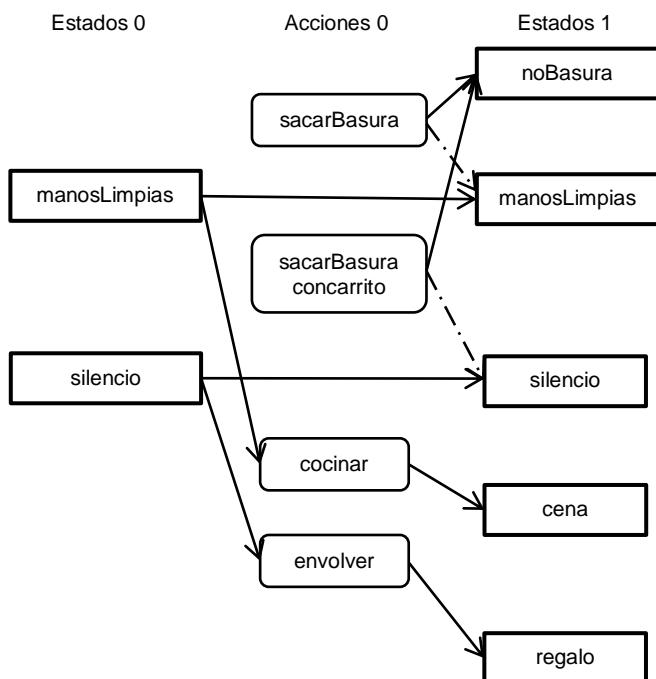 Estados 0
Acciones 0
Estados 1
noBasura
sacarBasura
manosLimpias
manosLimpias
sacarBasura
concarrito
silencio
silencio
cocinar
cena
envolver
regalo